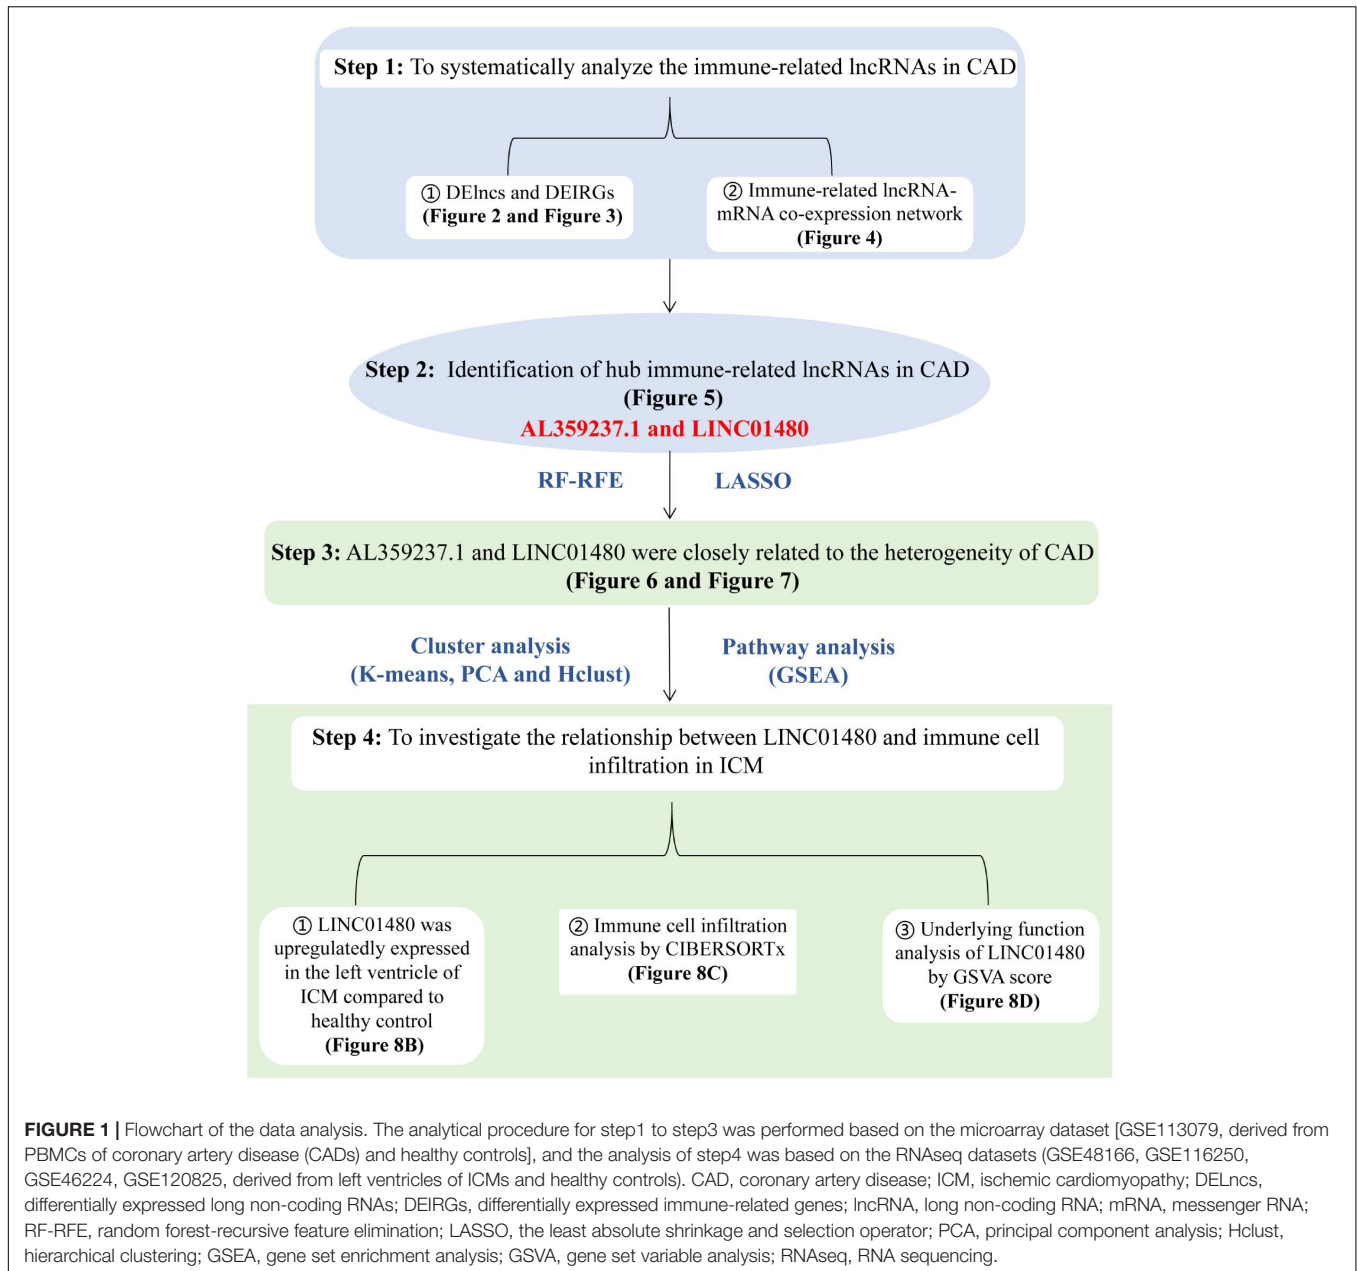 Step 1: To systematically analyze the immune-related lncRNAs in CAD
① DElncs and DEIRGs
(Figure 2 and Figure 3)
② Immune-related lncRNA-
mRNA co-expression network
(Figure 4)
Step 2: Identification of hub immune-related lncRNAs in CAD
(Figure 5)
AL359237.1 and LINC01480
RF-RFE
LASSO
Step 3: AL359237.1 and LINC01480 were closely related to the heterogeneity of CAD
(Figure 6 and Figure 7)
Cluster analysis
(K-means, PCA and Hclust)
Pathway analysis
(GSEA)
Step 4: To investigate the relationship between LINC01480 and immune cell
infiltration in ICM
① LINC01480 was
upregulatedly expressed
in the left ventricle of
ICM compared to
healthy control
(Figure 8B)
② Immune cell infiltration
analysis by CIBERSORTx
(Figure 8C)
③ Underlying function
analysis of LINC01480
by GSVA score
(Figure 8D)
FIGURE 1 | Flowchart of the data analysis. The analytical procedure for step1 to step3 was performed based on the microarray dataset [GSE113079, derived from
PBMCs of coronary artery disease (CADs) and healthy controls], and the analysis of step4 was based on the RNAseq datasets (GSE48166, GSE116250,
GSE46224, GSE120825, derived from left ventricles of ICMs and healthy controls). CAD, coronary artery disease; ICM, ischemic cardiomyopathy; DELncs,
differentially expressed long non-coding RNAs; DEIRGs, differentially expressed immune-related genes; lncRNA, long non-coding RNA; mRNA, messenger RNA;
RF-RFE, random forest-recursive feature elimination; LASSO, the least absolute shrinkage and selection operator; PCA, principal component analysis; Hclust,
hierarchical clustering; GSEA, gene set enrichment analysis; GSVA, gene set variable analysis; RNAseq, RNA sequencing.